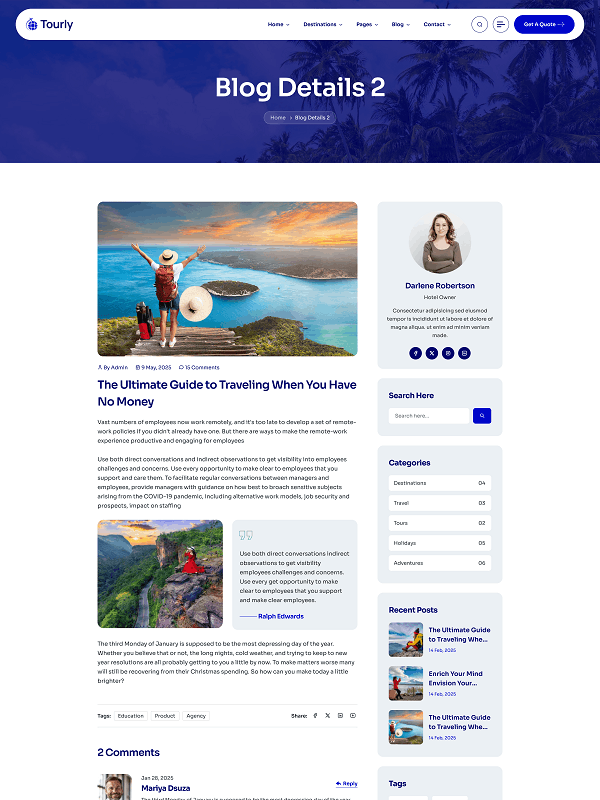 Tourly
Home
Destinations
Pages
Blog
Contact
Get A Quote
Blog Details 2
Home
Blog Details 2
By Admin
9 May, 2025
15 Comments
The Ultimate Guide to Traveling When You Have
No Money
Vast numbers of employees now work remotely, and it's too late to develop a set of remote-
work policies if you didn't already have one. But there are ways to make the remote-work
experience productive and engaging for employees
Use both direct conversations and indirect observations to get visibility into employees
challenges and concerns. Use every opportunity to make clear to employees that you
support and care them. To facilitate regular conversations between managers and
employees, provide managers with guidance on how best to broach sensitive subjects
arising from the COVID-19 pandemic, including alternative work models, job security and
prospects, impact on staffing
Use both direct conversations indirect
observations to get visibility
employees challenges and concerns.
Use every get opportunity to make
clear to employees that you support
and make clear employees.
Ralph Edwards
The third Monday of January is supposed to be the most depressing day of the year.
Whether you believe that or not, the long nights, cold weather, and trying to keep to new
year resolutions are all probably getting to you a little by now. To make matters worse many
will still be recovering from their Christmas spending. So how can you make today a little
brighter?
Tags:
Education
Product
Agency
Share:
2 Comments
Jan 28, 2025
Mariya Dsuza
Reply
Darlene Robertson
Hotel Owner
Consectetur adipisicing sed eiusmod
tempor is incididunt ut labore et dolore of
magna aliqua. ut enim ad minim veniam
made.
Search Here
Search here...
Categories
Destinations 04
Travel 03
Tours 02
Holidays 05
Adventures 06
Recent Posts
The Ultimate Guide
to Traveling Whe...
14 Feb, 2025
Enrich Your Mind
Envision Your...
14 Feb, 2025
The Ultimate Guide
to Traveling Whe...
14 Feb, 2025
Tags